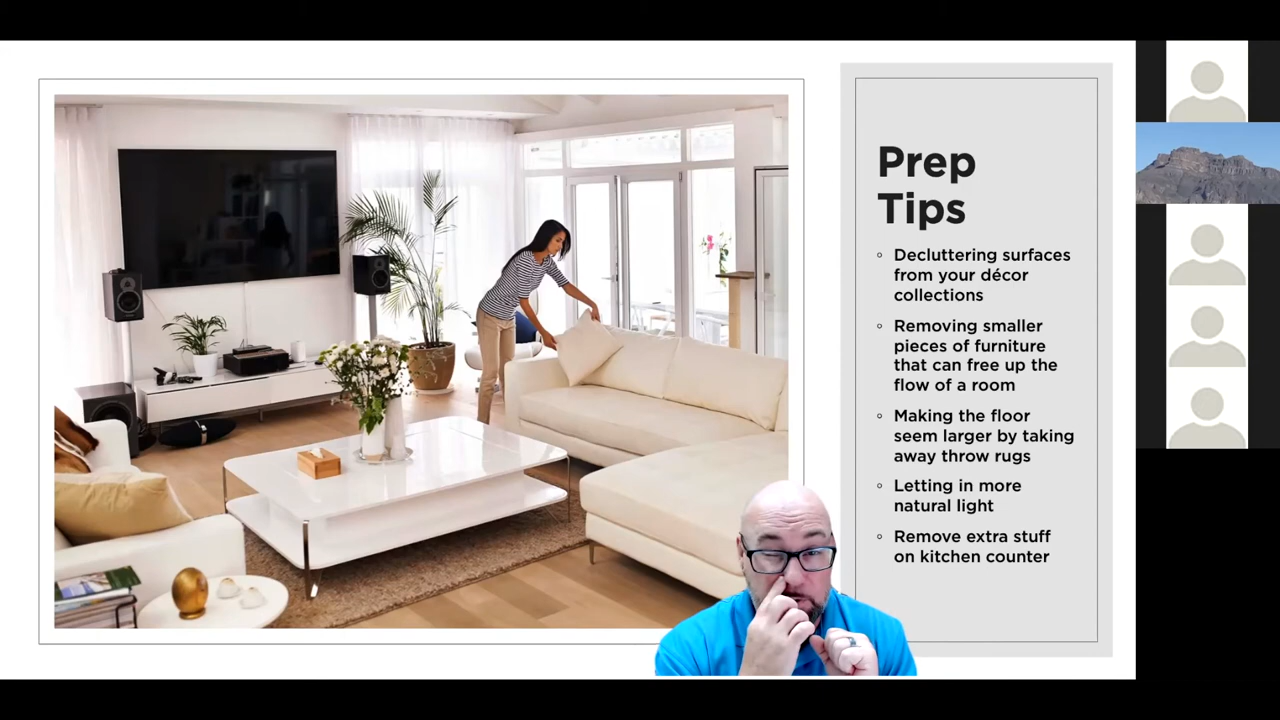 Prep
Tips
Decluttering surfaces
from your décor
collections
Removing smaller
pieces of furniture
that can free up the
flow of a room
Making the floor
seem larger by taking
away throw rugs
Letting in more
natural light
Remove extra stuff
on kitchen counter